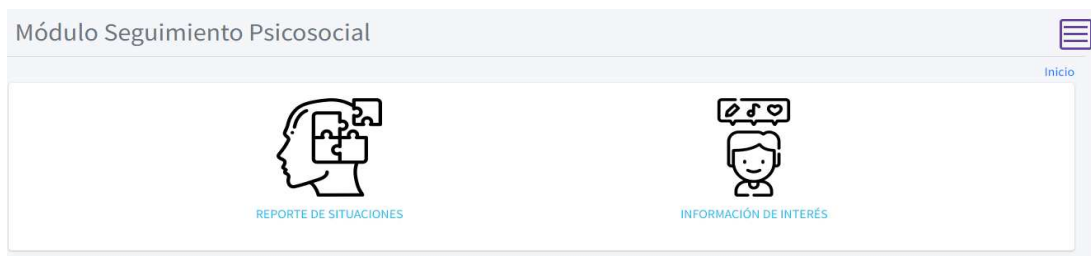 Módulo Seguimiento Psicosocial
Inicio
REPORTE DE SITUACIONES
INFORMACIÓN DE INTERÉS